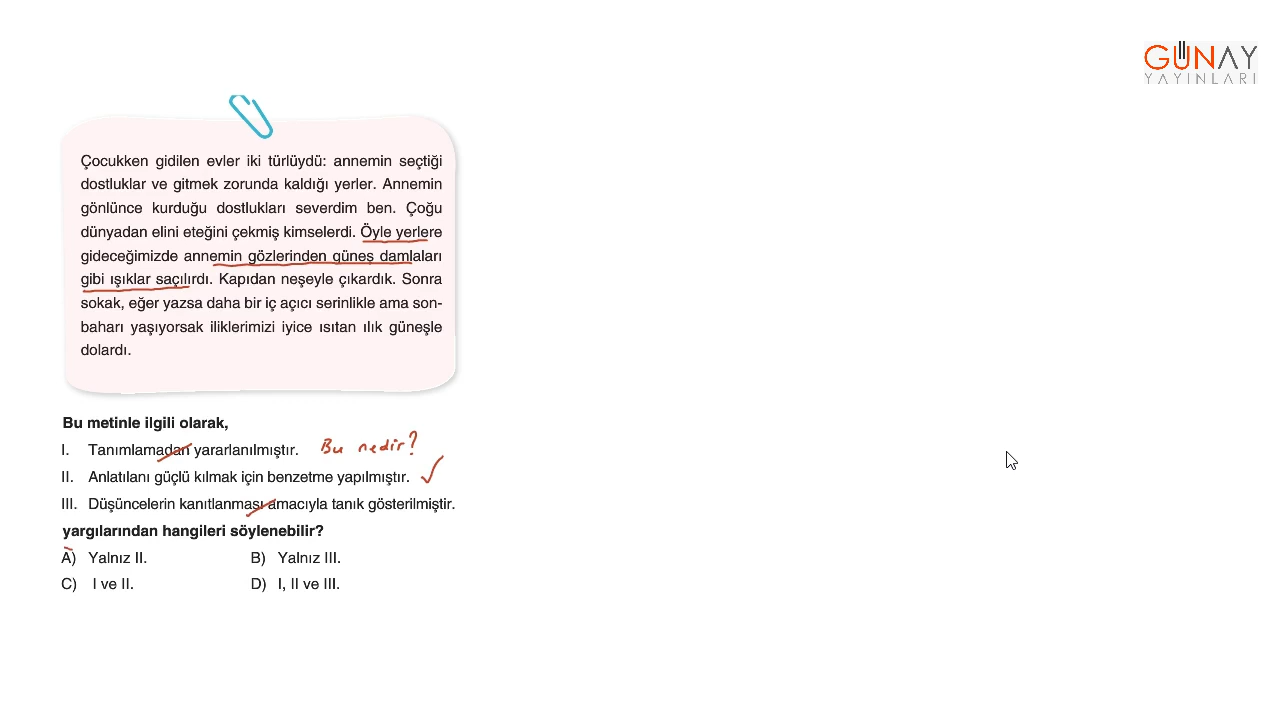 GÜNAY
YAYINLARI
Çocukken gidilen evler iki türlüydü: annemin seçtiği
dostluklar ve gitmek zorunda kaldığı yerler. Annemin
gönlünce kurduğu dostlukları severdim ben. Çoğu
dünyadan elini eteğini çekmiş kimselerdi. Öyle yerlere
gideceğimizde annemin gözlerinden güneş damlaları
gibi ışıklar saçılırdı. Kapıdan neşeyle çıkardık. Sonra
sokak, eğer yazsa daha bir iç açıcı serinlikle ama son-
baharı yaşıyorsak iliklerimizi iyice ısıtan ılık güneşle
dolardı.
Bu metinle ilgili olarak,
I. Tanımlamadan yararlanılmıştır. Bu nedir?
II. Anlatılanı güçlü kılmak için benzetme yapılmıştır.
III. Düşüncelerin kanıtlanması amacıyla tanık gösterilmiştir.
yargılarından hangileri söylenebilir?
A) Yalnız II. B) Yalnız III.
C) I ve II. D) I, II ve III.